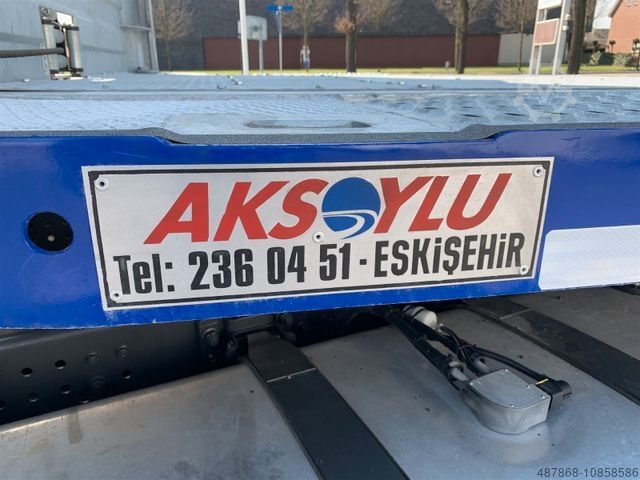 AKSOYLU
Tel: 236 04 51 - ESKİŞEHİR
487868-10858586